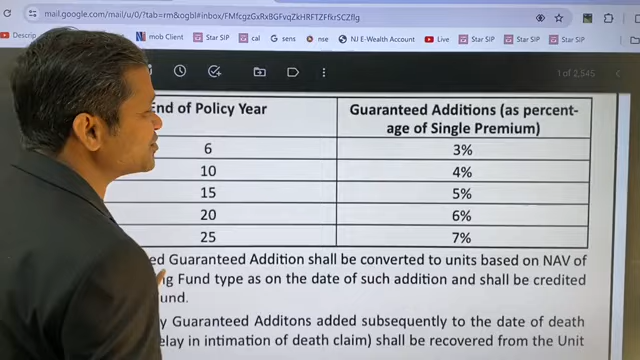 mail.google.com/mail/u/0/?tab=rm&ogbl#inbox/FMfcgzGxRxBGFvqZkHRFTZFfkrSCZflg
Descrip
mob Client
Star SIP
cal
sens
nse
NJ E-Wealth Account
Live
Star SIP
Star SIP
Star SIP
1 of 2,545
End of Policy Year
Guaranteed Additions (as percent-
age of Single Premium)
6 3%
10 4%
15 5%
20 6%
25 7%
ed Guaranteed Addition shall be converted to units based on NAV of
g Fund type as on the date of such addition and shall be credited
und.
y Guaranteed Additons added subsequently to the date of death
elay in intimation of death claim) shall be recovered from the Unit